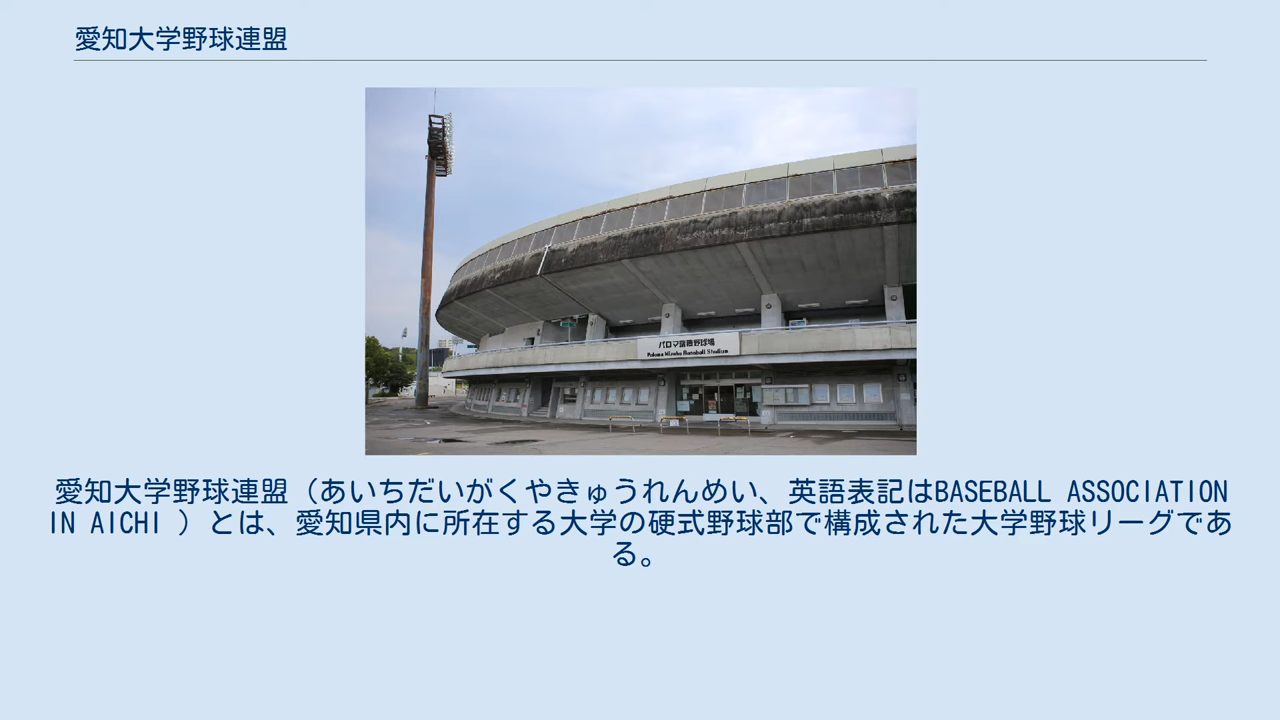 愛知大学野球連盟
パロマ瑞穂野球場
Paloma Mizuho Baseball Stadium
愛知大学野球連盟（あいちだいがくやきゅうれんめい、英語表記はBASEBALL ASSOCIATION
IN AICHI ）とは、愛知県内に所在する大学の硬式野球部で構成された大学野球リーグであ
る。